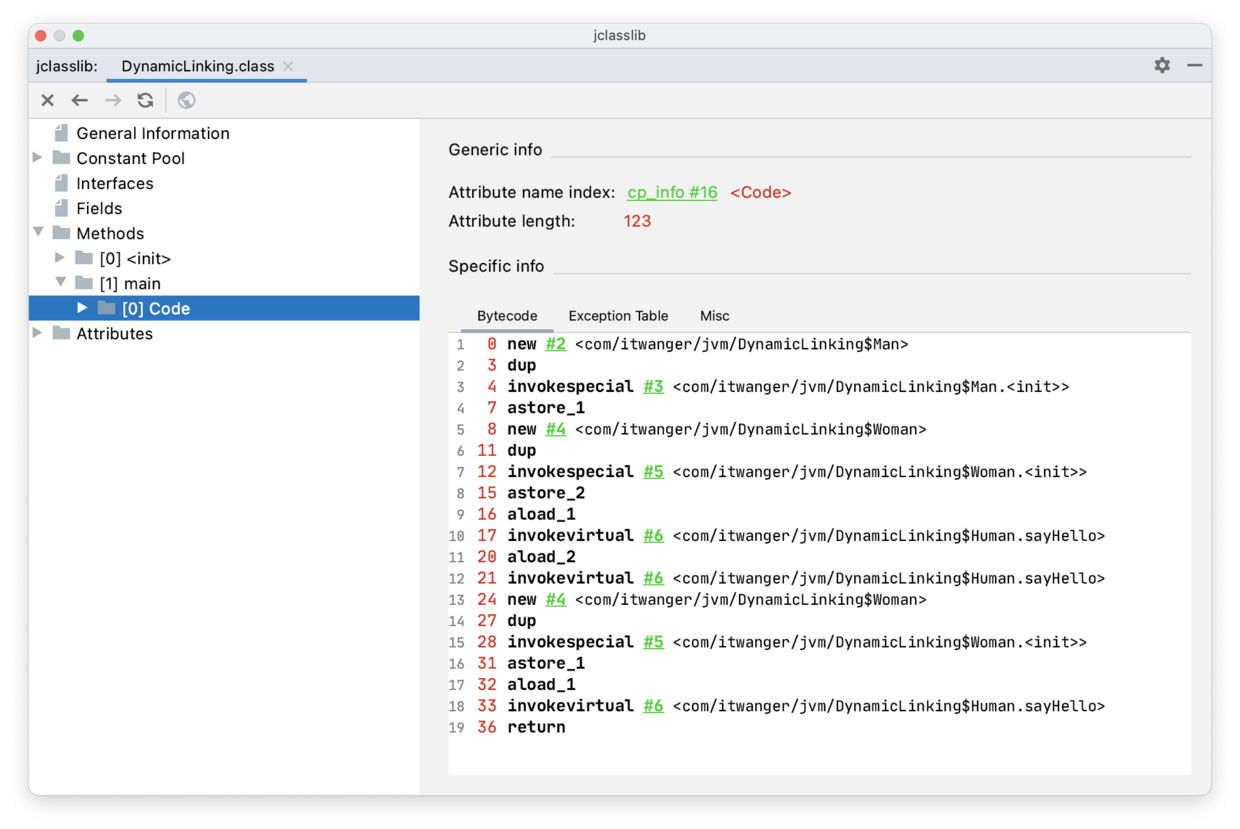 jclasslib
jclasslib: DynamicLinking.class
General Information
Constant Pool
Interfaces
Fields
Methods
[0] <init>
[1] main
[0] Code
Attributes
Generic info
Attribute name index: cp_info #16 <Code>
Attribute length: 123
Specific info
Bytecode Exception Table Misc
1 0 new #2 <com/itwanger/jvm/DynamicLinking$Man>
2 3 dup
3 4 invokespecial #3 <com/itwanger/jvm/DynamicLinking$Man.<init>>
4 7 astore_1
5 8 new #4 <com/itwanger/jvm/DynamicLinking$Woman>
6 11 dup
7 12 invokespecial #5 <com/itwanger/jvm/DynamicLinking$Woman.<init>>
8 15 astore_2
9 16 aload_1
10 17 invokevirtual #6 <com/itwanger/jvm/DynamicLinking$Human.sayHello>
11 20 aload_2
12 21 invokevirtual #6 <com/itwanger/jvm/DynamicLinking$Human.sayHello>
13 24 new #4 <com/itwanger/jvm/DynamicLinking$Woman>
14 27 dup
15 28 invokespecial #5 <com/itwanger/jvm/DynamicLinking$Woman.<init>>
16 31 astore_1
17 32 aload_1
18 33 invokevirtual #6 <com/itwanger/jvm/DynamicLinking$Human.sayHello>
19 36 return